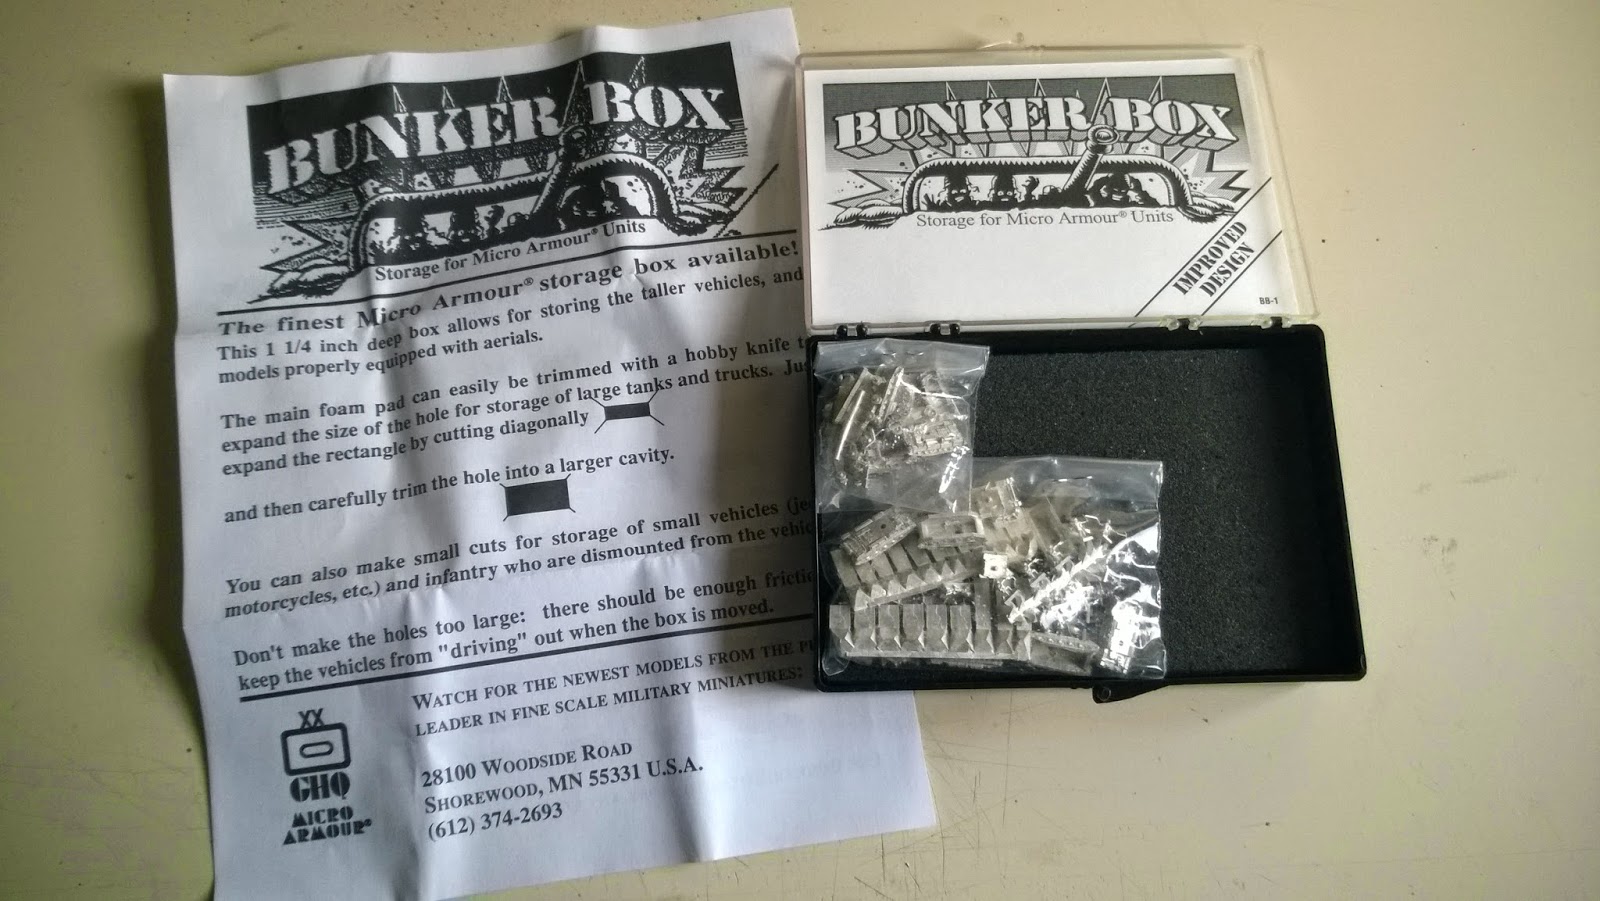 BUNKER BOX
Storage for Micro Armour® Units
The finest Micro Armour® storage box available!
This 1 1/4 inch deep box allows for storing the taller vehicles, and
models properly equipped with aerials.
The main foam pad can easily be trimmed with a hobby knife
expand the size of the hole for storage of large tanks and trucks.
expand the rectangle by cutting diagonally
and then carefully trim the hole into a larger cavity.
You can also make small cuts for storage of small vehicles
motorcycles, etc.) and infantry who are dismounted from the
Don't make the holes too large: there should be enough
keep the vehicles from "driving" out when the box is moved.
WATCH FOR THE NEWEST MODELS FROM THE
LEADER IN FINE SCALE MILITARY MINIATURES:
XX
GHQ
MICRO
ARMOUR®
28100 WOODSIDE ROAD
SHOREWOOD, MN 55331 U.S.A.
(612) 374-2693
BUNKER BOX
Storage for Micro Armour® Units
IMPROVED
DESIGN
BB-1